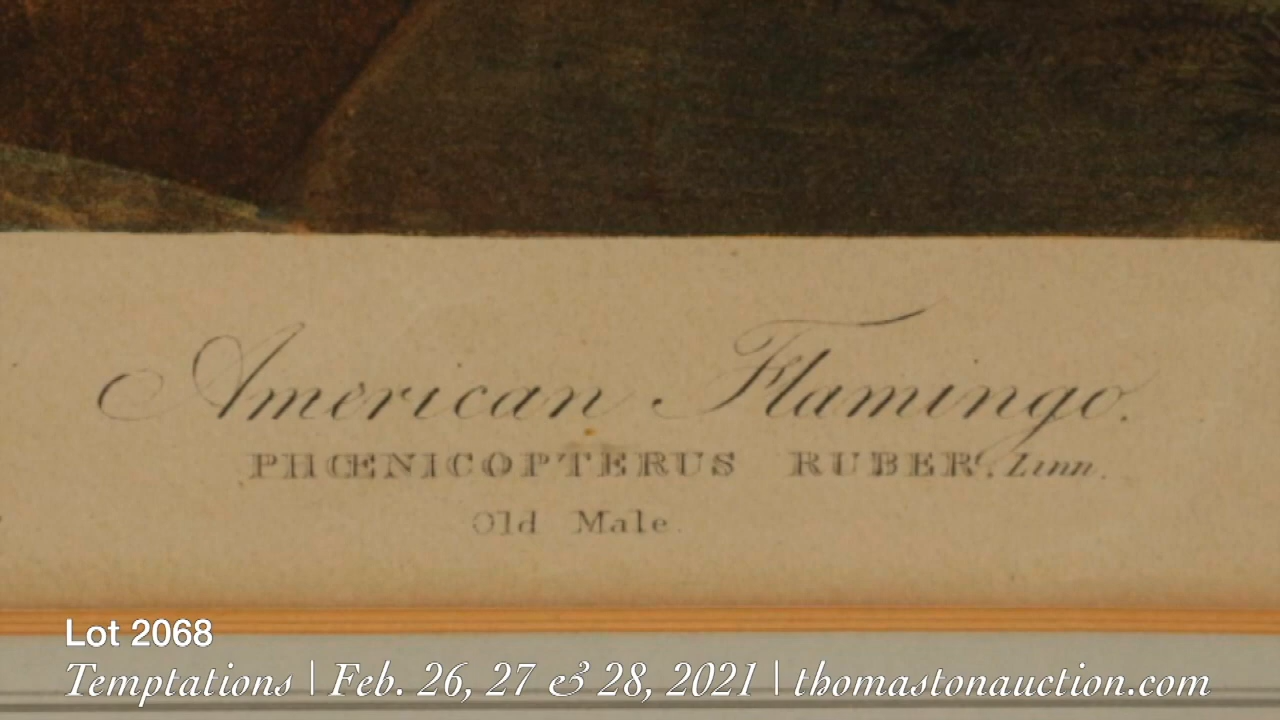 American Flamingo.
PHŒNICOPTERUS RUBER, Linn.
Old Male.
Lot 2068
Temptations | Feb. 26, 27 & 28, 2021 | thomastonauction.com